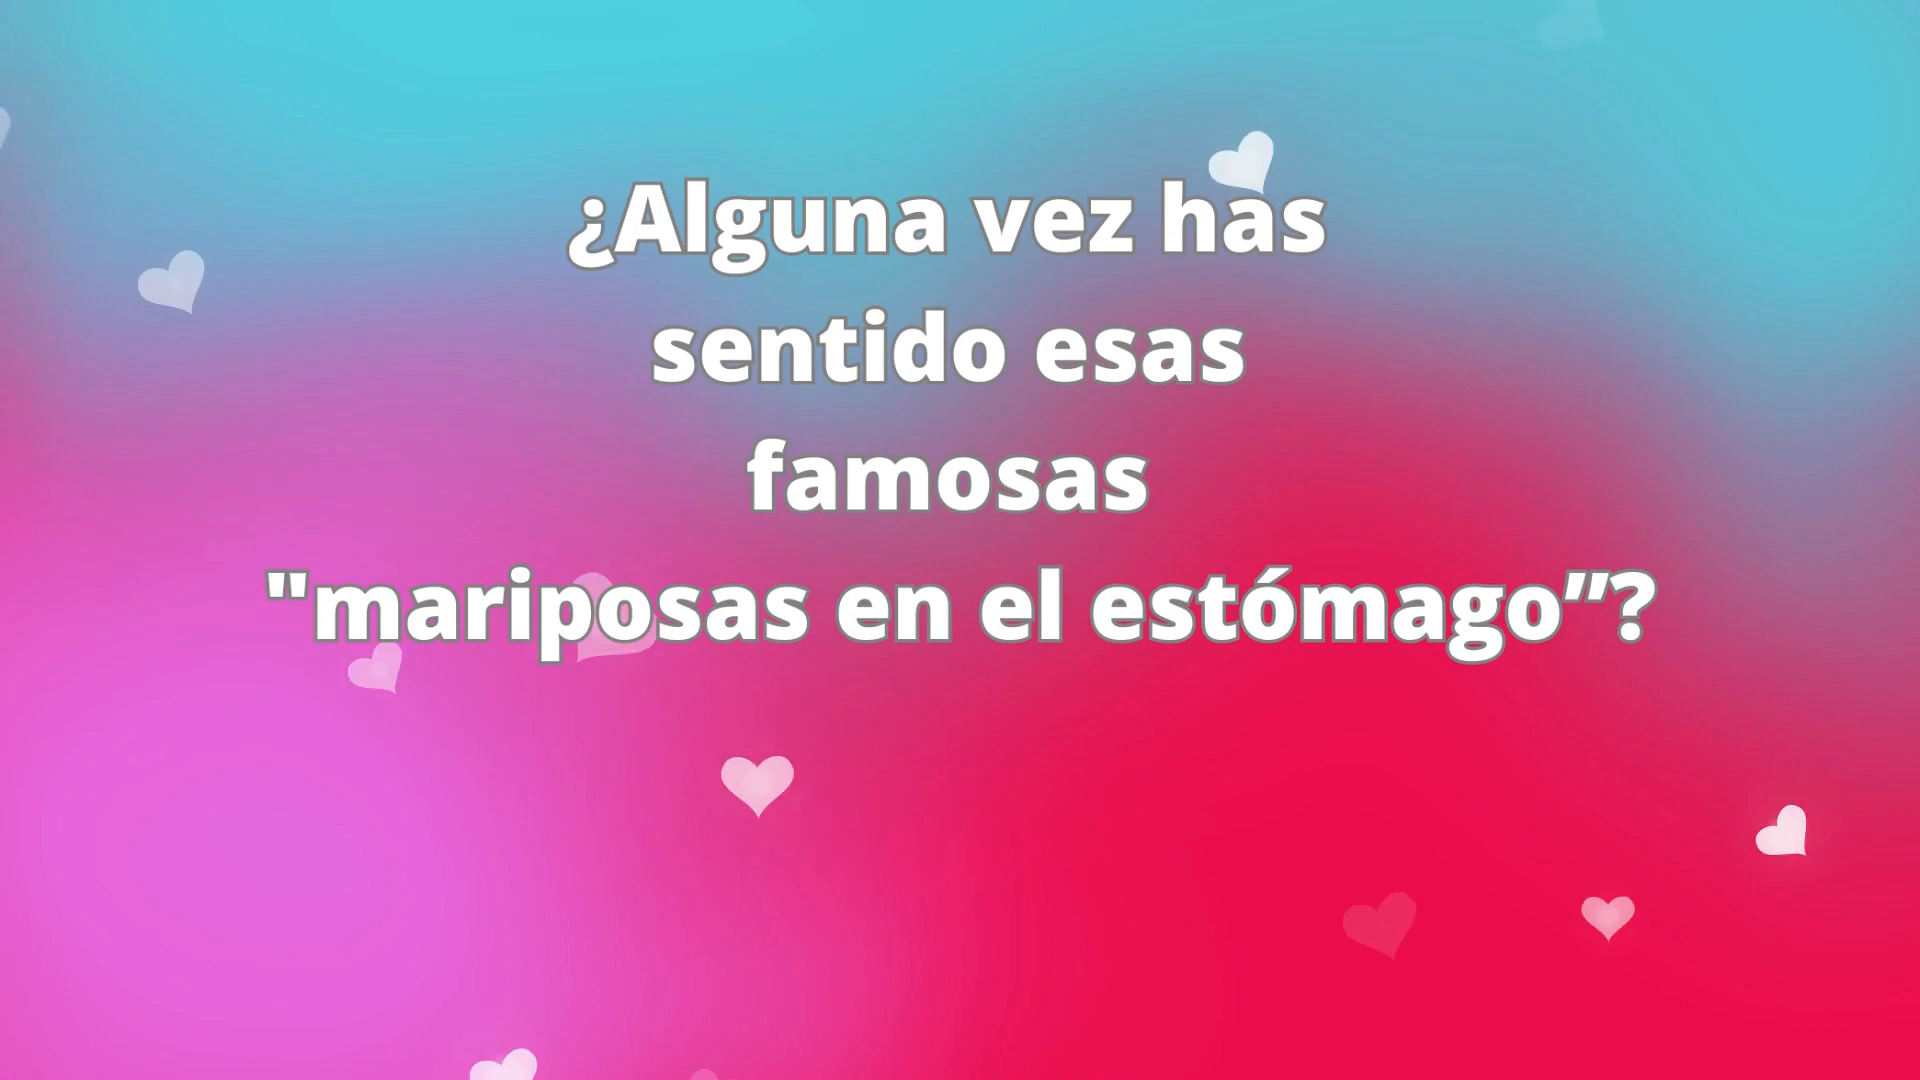 ¿Alguna vez has
sentido esas
famosas
"mariposas en el estómago”?